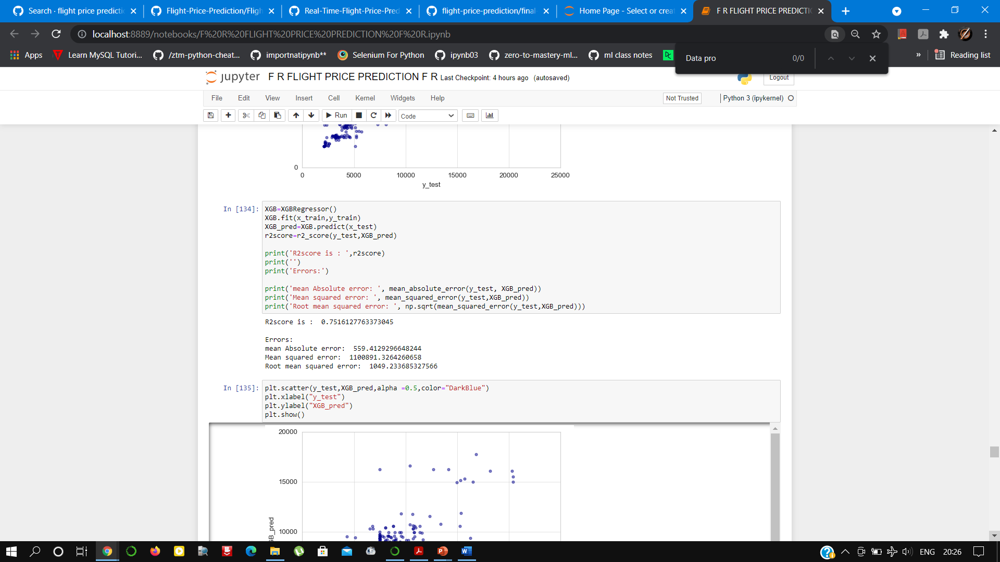 Search · flight price predictic
Flight-Price-Prediction/Fligh
Real-Time-Flight-Price-Pred
flight-price-prediction/final
Home Page - Select or creat
F R FLIGHT PRICE PREDICTIC
localhost:8889/notebooks/F%20R%20FLIGHT%20PRICE%20PREDICTION%20F%20R.ipynb
Apps
Learn MySQL Tutori...
/ztm-python-cheat...
importnatipynb**
Selenium For Python
ipynb03
zero-to-mastery-ml...
ml class notes
DC
»
Reading list
Data pro
0/0
jupyter
F R FLIGHT PRICE PREDICTION F R
Last Checkpoint: 4 hours ago (autosaved)
Logout
File
Edit
View
Insert
Cell
Kernel
Widgets
Help
Not Trusted
Python 3 (ipykernel)
Run
Code
0
0
5000
10000
15000
20000
25000
y_test
In [134]:
XGB=XGBRegressor()
XGB.fit(x_train,y_train)
XGB_pred=XGB.predict(x_test)
r2score=r2_score(y_test,XGB_pred)
print('R2score is : ',r2score)
print('')
print('Errors:')
print('mean Absolute error: ', mean_absolute_error(y_test, XGB_pred))
print('Mean squared error: ', mean_squared_error(y_test,XGB_pred))
print('Root mean squared error: ', np.sqrt(mean_squared_error(y_test,XGB_pred)))
R2score is :  0.7516127763373045
Errors:
mean Absolute error:  559.4129296648244
Mean squared error:  1100891.3264260658
Root mean squared error:  1049.233685327566
In [135]:
plt.scatter(y_test,XGB_pred,alpha =0.5,color="DarkBlue")
plt.xlabel("y_test")
plt.ylabel("XGB_pred")
plt.show()
20000
15000
10000
GB_pred
ENG
20:26